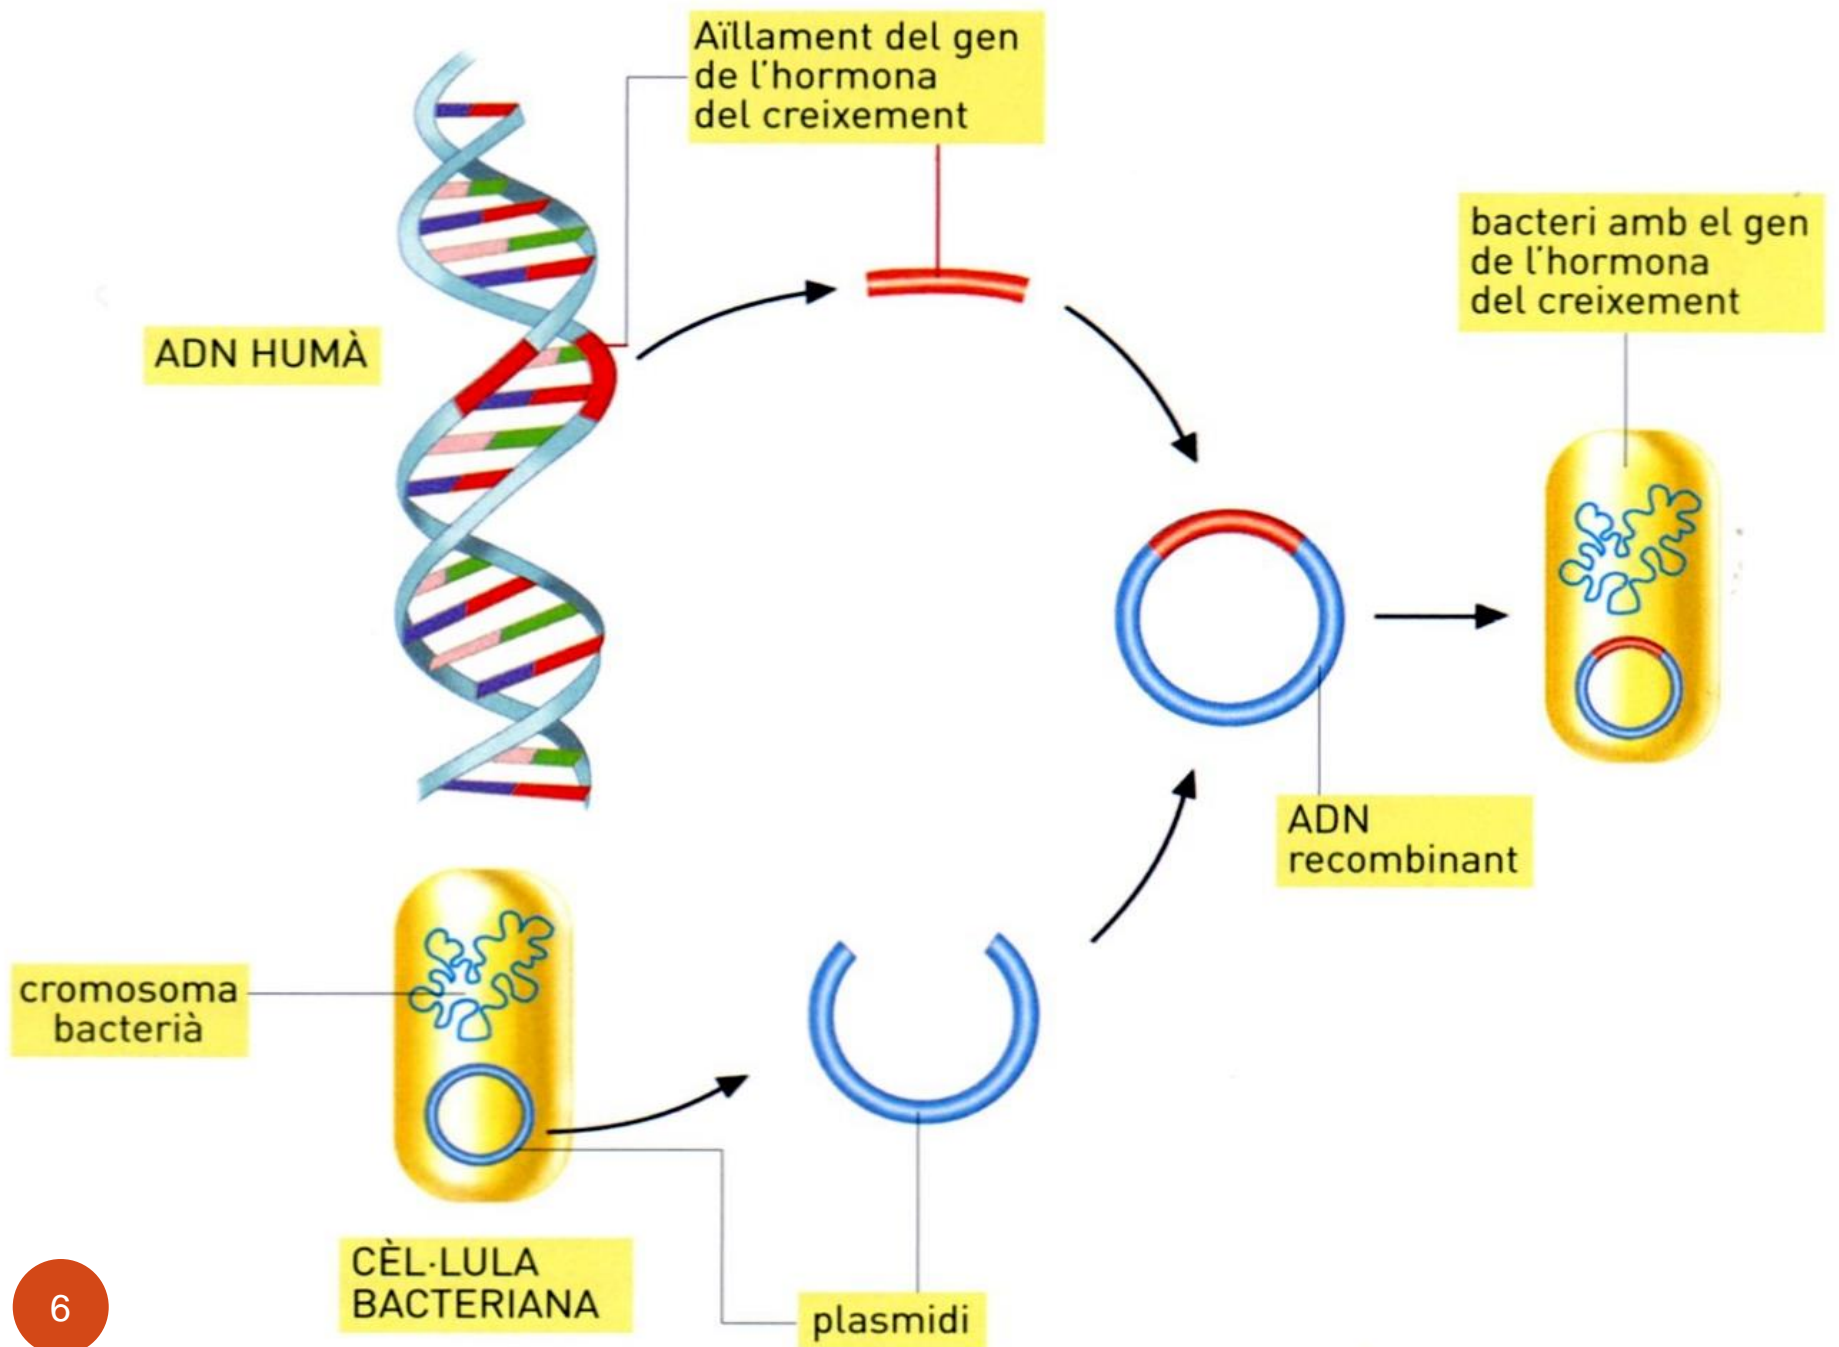 Aïllament del gen
de l'hormona
del creixement
bacteri amb el gen
de l'hormona
del creixement
ADN HUMÀ
ADN
recombinant
cromosoma
bacterià
CÈL·LULA
BACTERIANA
plasmidi
6